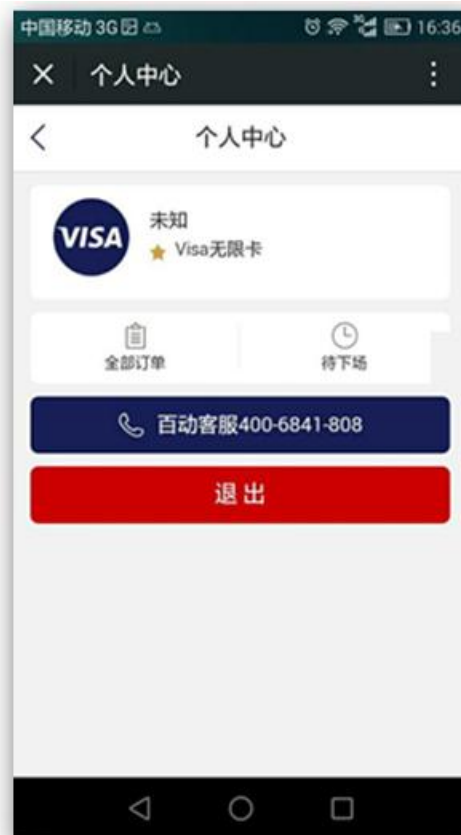 中国移动 3G 16:36
个人中心
个人中心
VISA
未知
Visa无限卡
全部订单 待下场
百动客服400-6841-808
退出